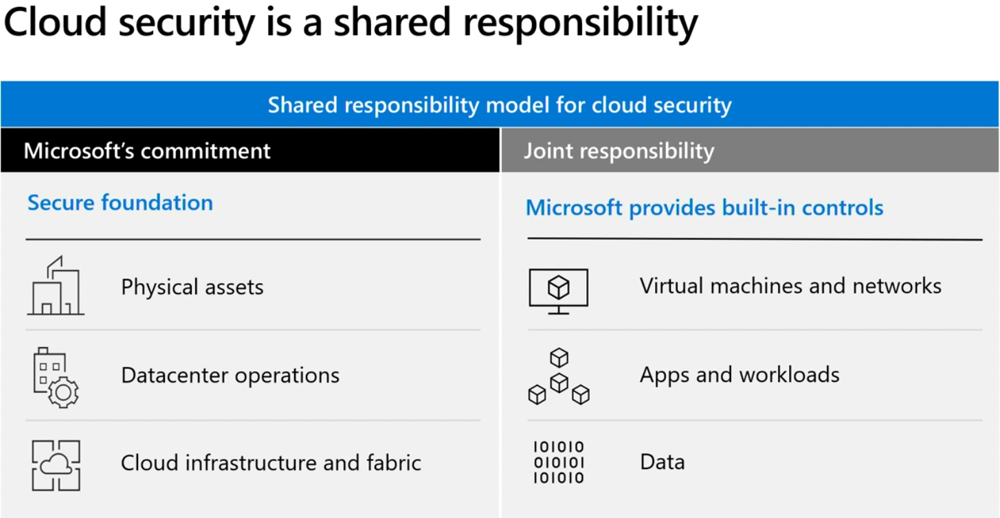 Cloud security is a shared responsibility
Shared responsibility model for cloud security
Microsoft's commitment
Secure foundation
Physical assets
Datacenter operations
Cloud infrastructure and fabric
Joint responsibility
Microsoft provides built-in controls
Virtual machines and networks
Apps and workloads
101010
010101
101010
Data